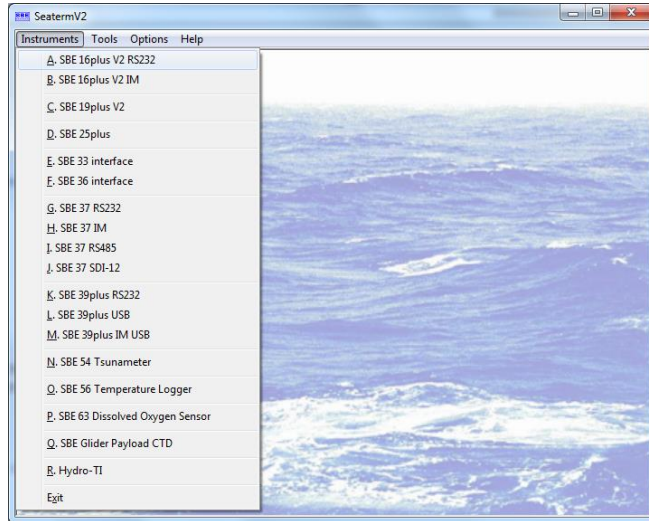 SeatermV2
Instruments Tools Options Help
A. SBE 16plus V2 RS232
B. SBE 16plus V2 IM
C. SBE 19plus V2
D. SBE 25plus
E. SBE 33 interface
F. SBE 36 interface
G. SBE 37 RS232
H. SBE 37 IM
I. SBE 37 RS485
J. SBE 37 SDI-12
K. SBE 39plus RS232
L. SBE 39plus USB
M. SBE 39plus IM USB
N. SBE 54 Tsunameter
O. SBE 56 Temperature Logger
P. SBE 63 Dissolved Oxygen Sensor
Q. SBE Glider Payload CTD
R. Hydro-TI
Exit